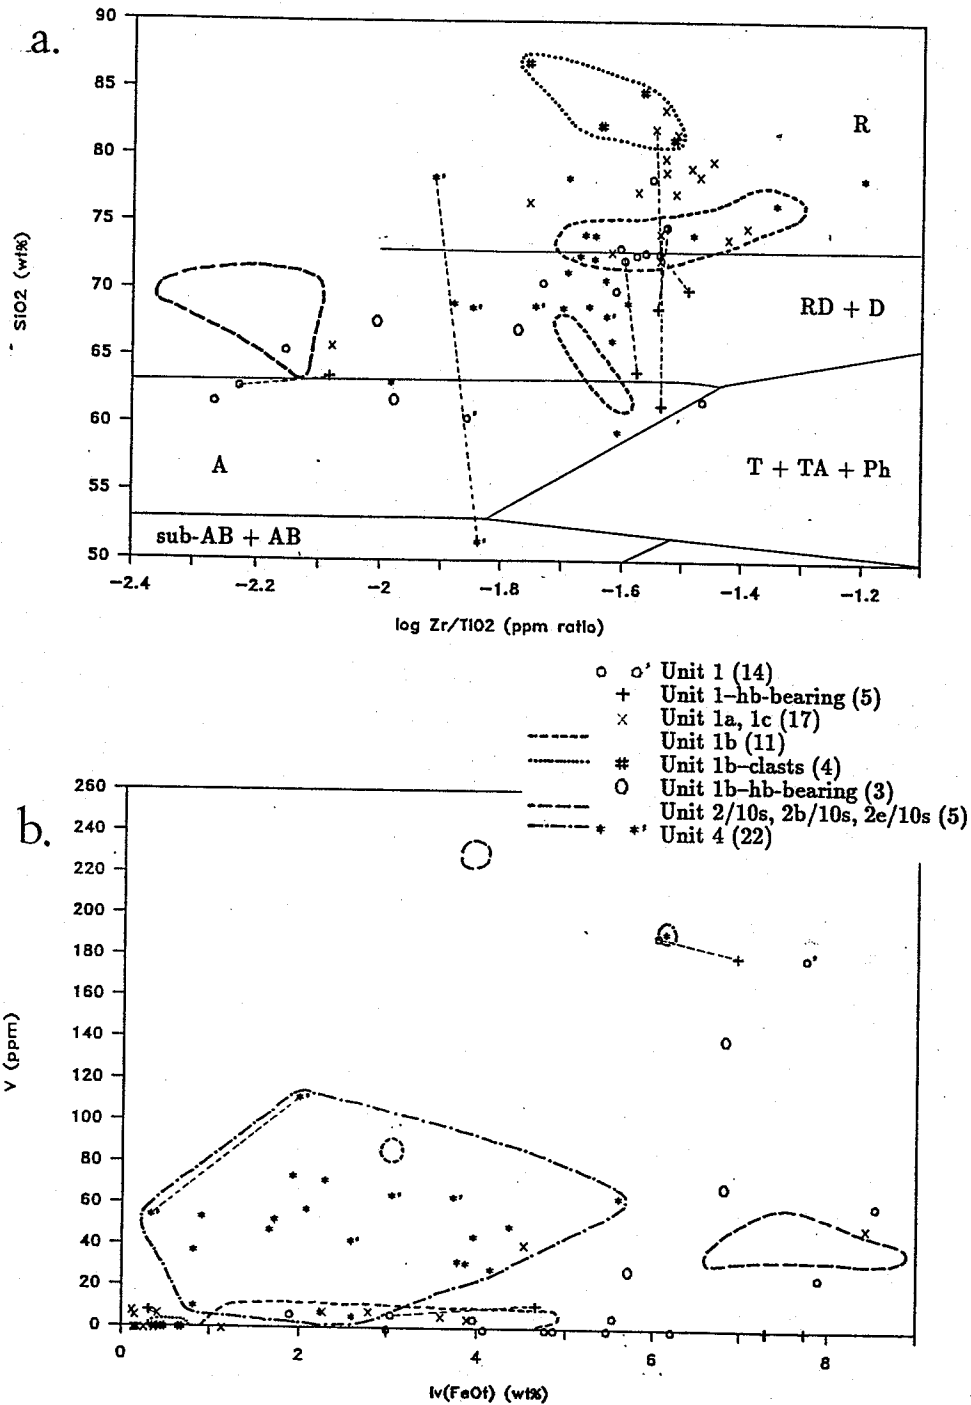 a.
90
85
80
75
70
65
60
55
50
SiO2 (wt%)
R
RD + D
A
T + TA + Ph
sub-AB + AB
-2.4
-2.2
-2
-1.8
-1.6
-1.4
-1.2
log Zr/TiO2 (ppm ratio)
o o' Unit 1 (14)
+ Unit 1-hb-bearing (5)
x Unit 1a, 1c (17)
Unit 1b (11)
# Unit 1b-clasts (4)
O Unit 1b-hb-bearing (3)
Unit 2/10s, 2b/10s, 2e/10s (5)
* *' Unit 4 (22)
b.
260
240
220
200
180
160
140
120
100
80
60
40
20
0
V (ppm)
0
2
4
6
8
lv(FeOt) (wt%)